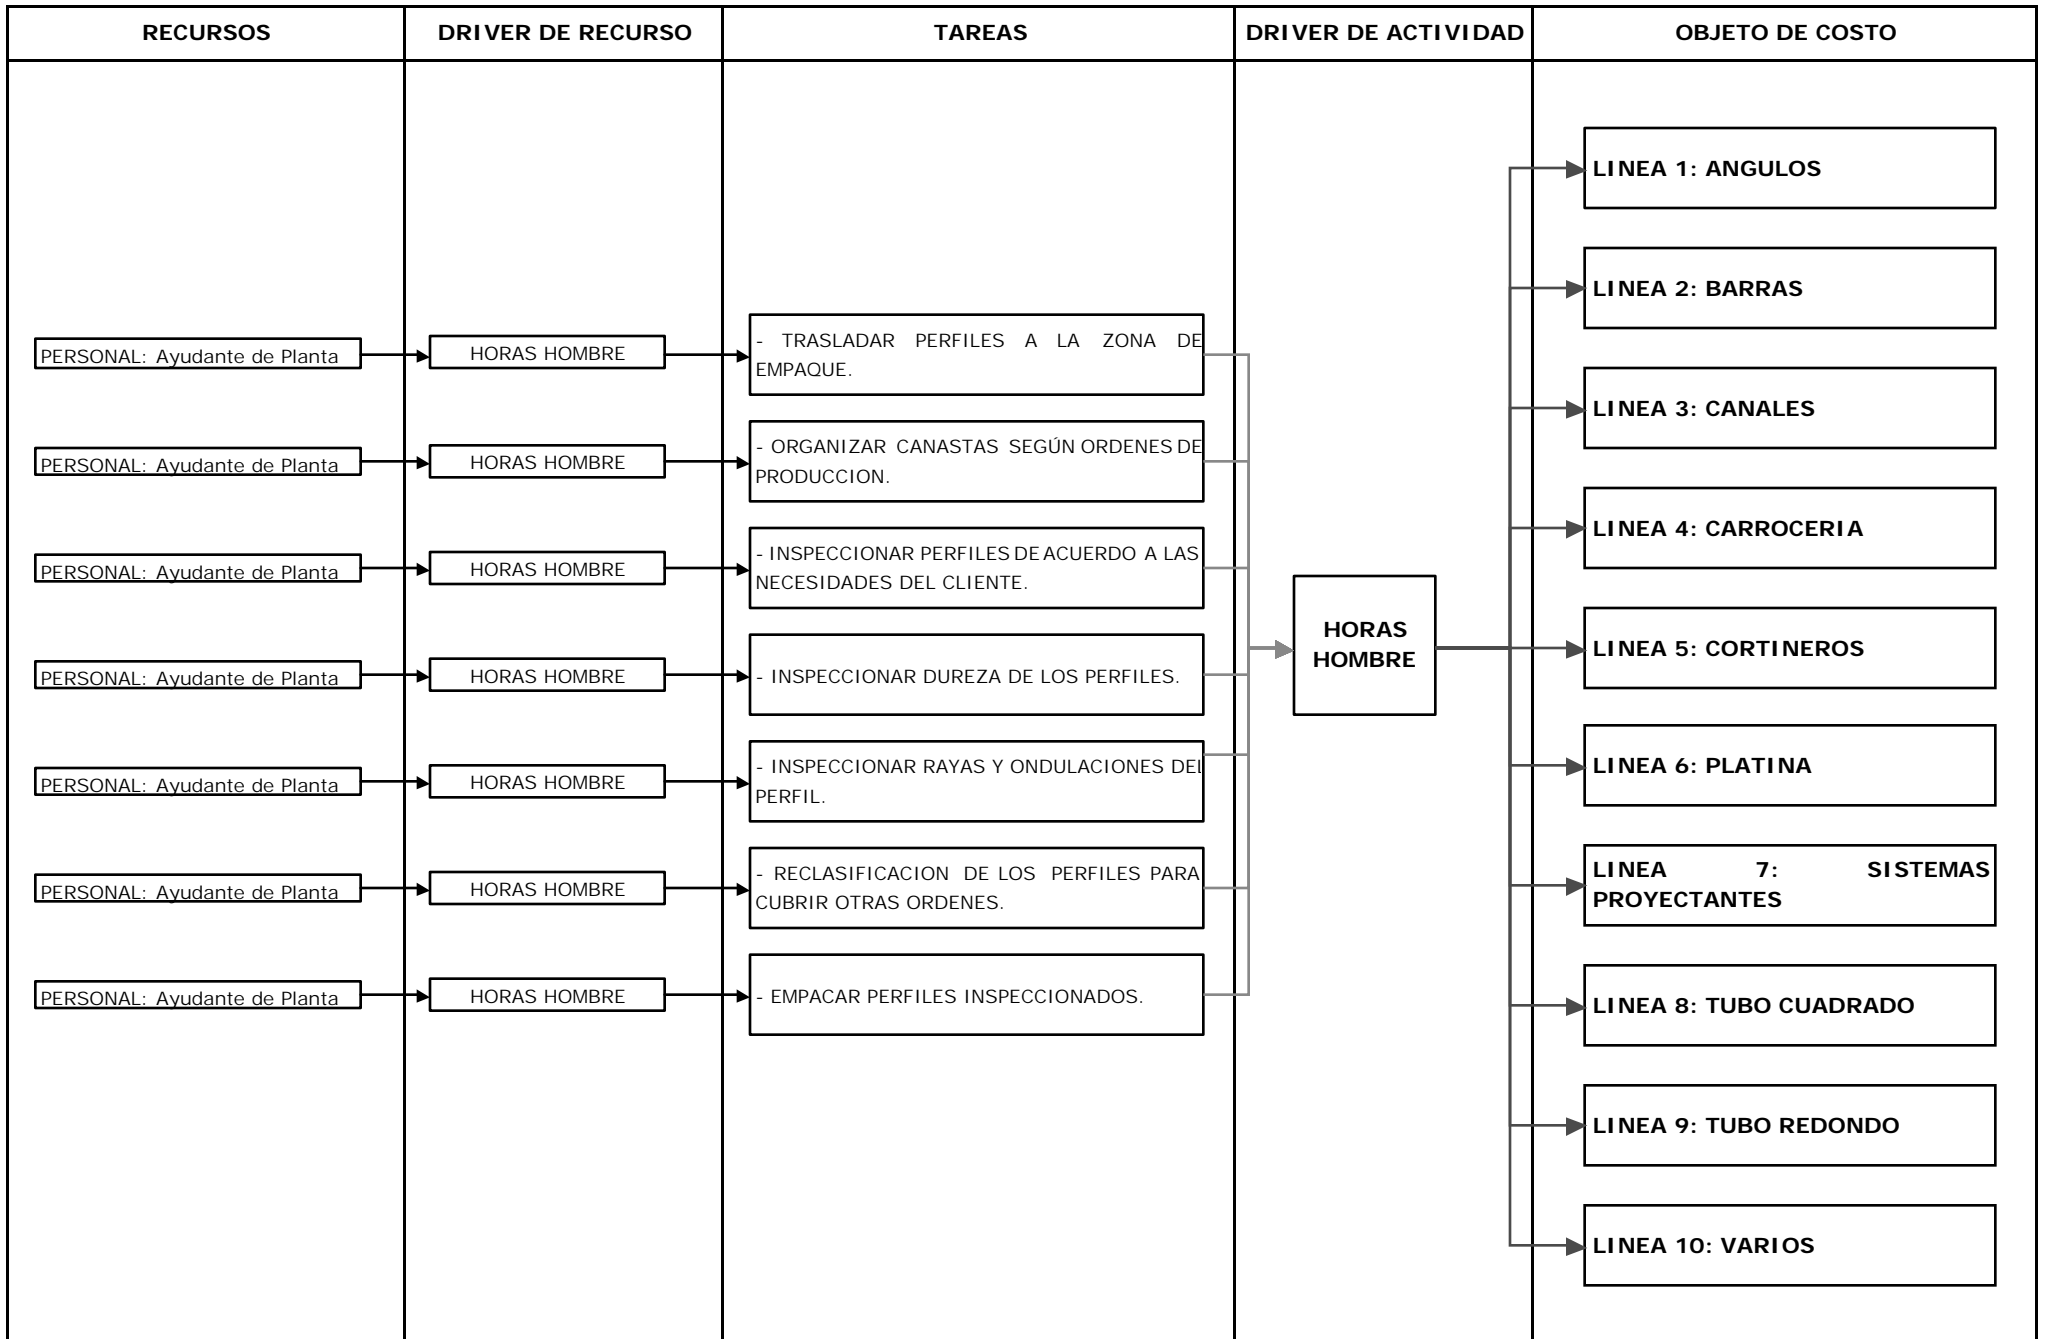 RECURSOS
DRIVER DE RECURSO
TAREAS
DRIVER DE ACTIVIDAD
OBJETO DE COSTO
PERSONAL: Ayudante de Planta
HORAS HOMBRE
- TRASLADAR PERFILES A LA ZONA DE
EMPAQUE.
PERSONAL: Ayudante de Planta
HORAS HOMBRE
- ORGANIZAR CANASTAS SEGÚN ORDENES DE
PRODUCCION.
PERSONAL: Ayudante de Planta
HORAS HOMBRE
- INSPECCIONAR PERFILES DE ACUERDO A LAS
NECESIDADES DEL CLIENTE.
PERSONAL: Ayudante de Planta
HORAS HOMBRE
- INSPECCIONAR DUREZA DE LOS PERFILES.
PERSONAL: Ayudante de Planta
HORAS HOMBRE
- INSPECCIONAR RAYAS Y ONDULACIONES DEL
PERFIL.
PERSONAL: Ayudante de Planta
HORAS HOMBRE
- RECLASIFICACION DE LOS PERFILES PARA
CUBRIR OTRAS ORDENES.
PERSONAL: Ayudante de Planta
HORAS HOMBRE
- EMPACAR PERFILES INSPECCIONADOS.
HORAS
HOMBRE
LINEA 1: ANGULOS
LINEA 2: BARRAS
LINEA 3: CANALES
LINEA 4: CARROCERIA
LINEA 5: CORTINEROS
LINEA 6: PLATINA
LINEA 7: SISTEMAS
PROYECTANTES
LINEA 8: TUBO CUADRADO
LINEA 9: TUBO REDONDO
LINEA 10: VARIOS